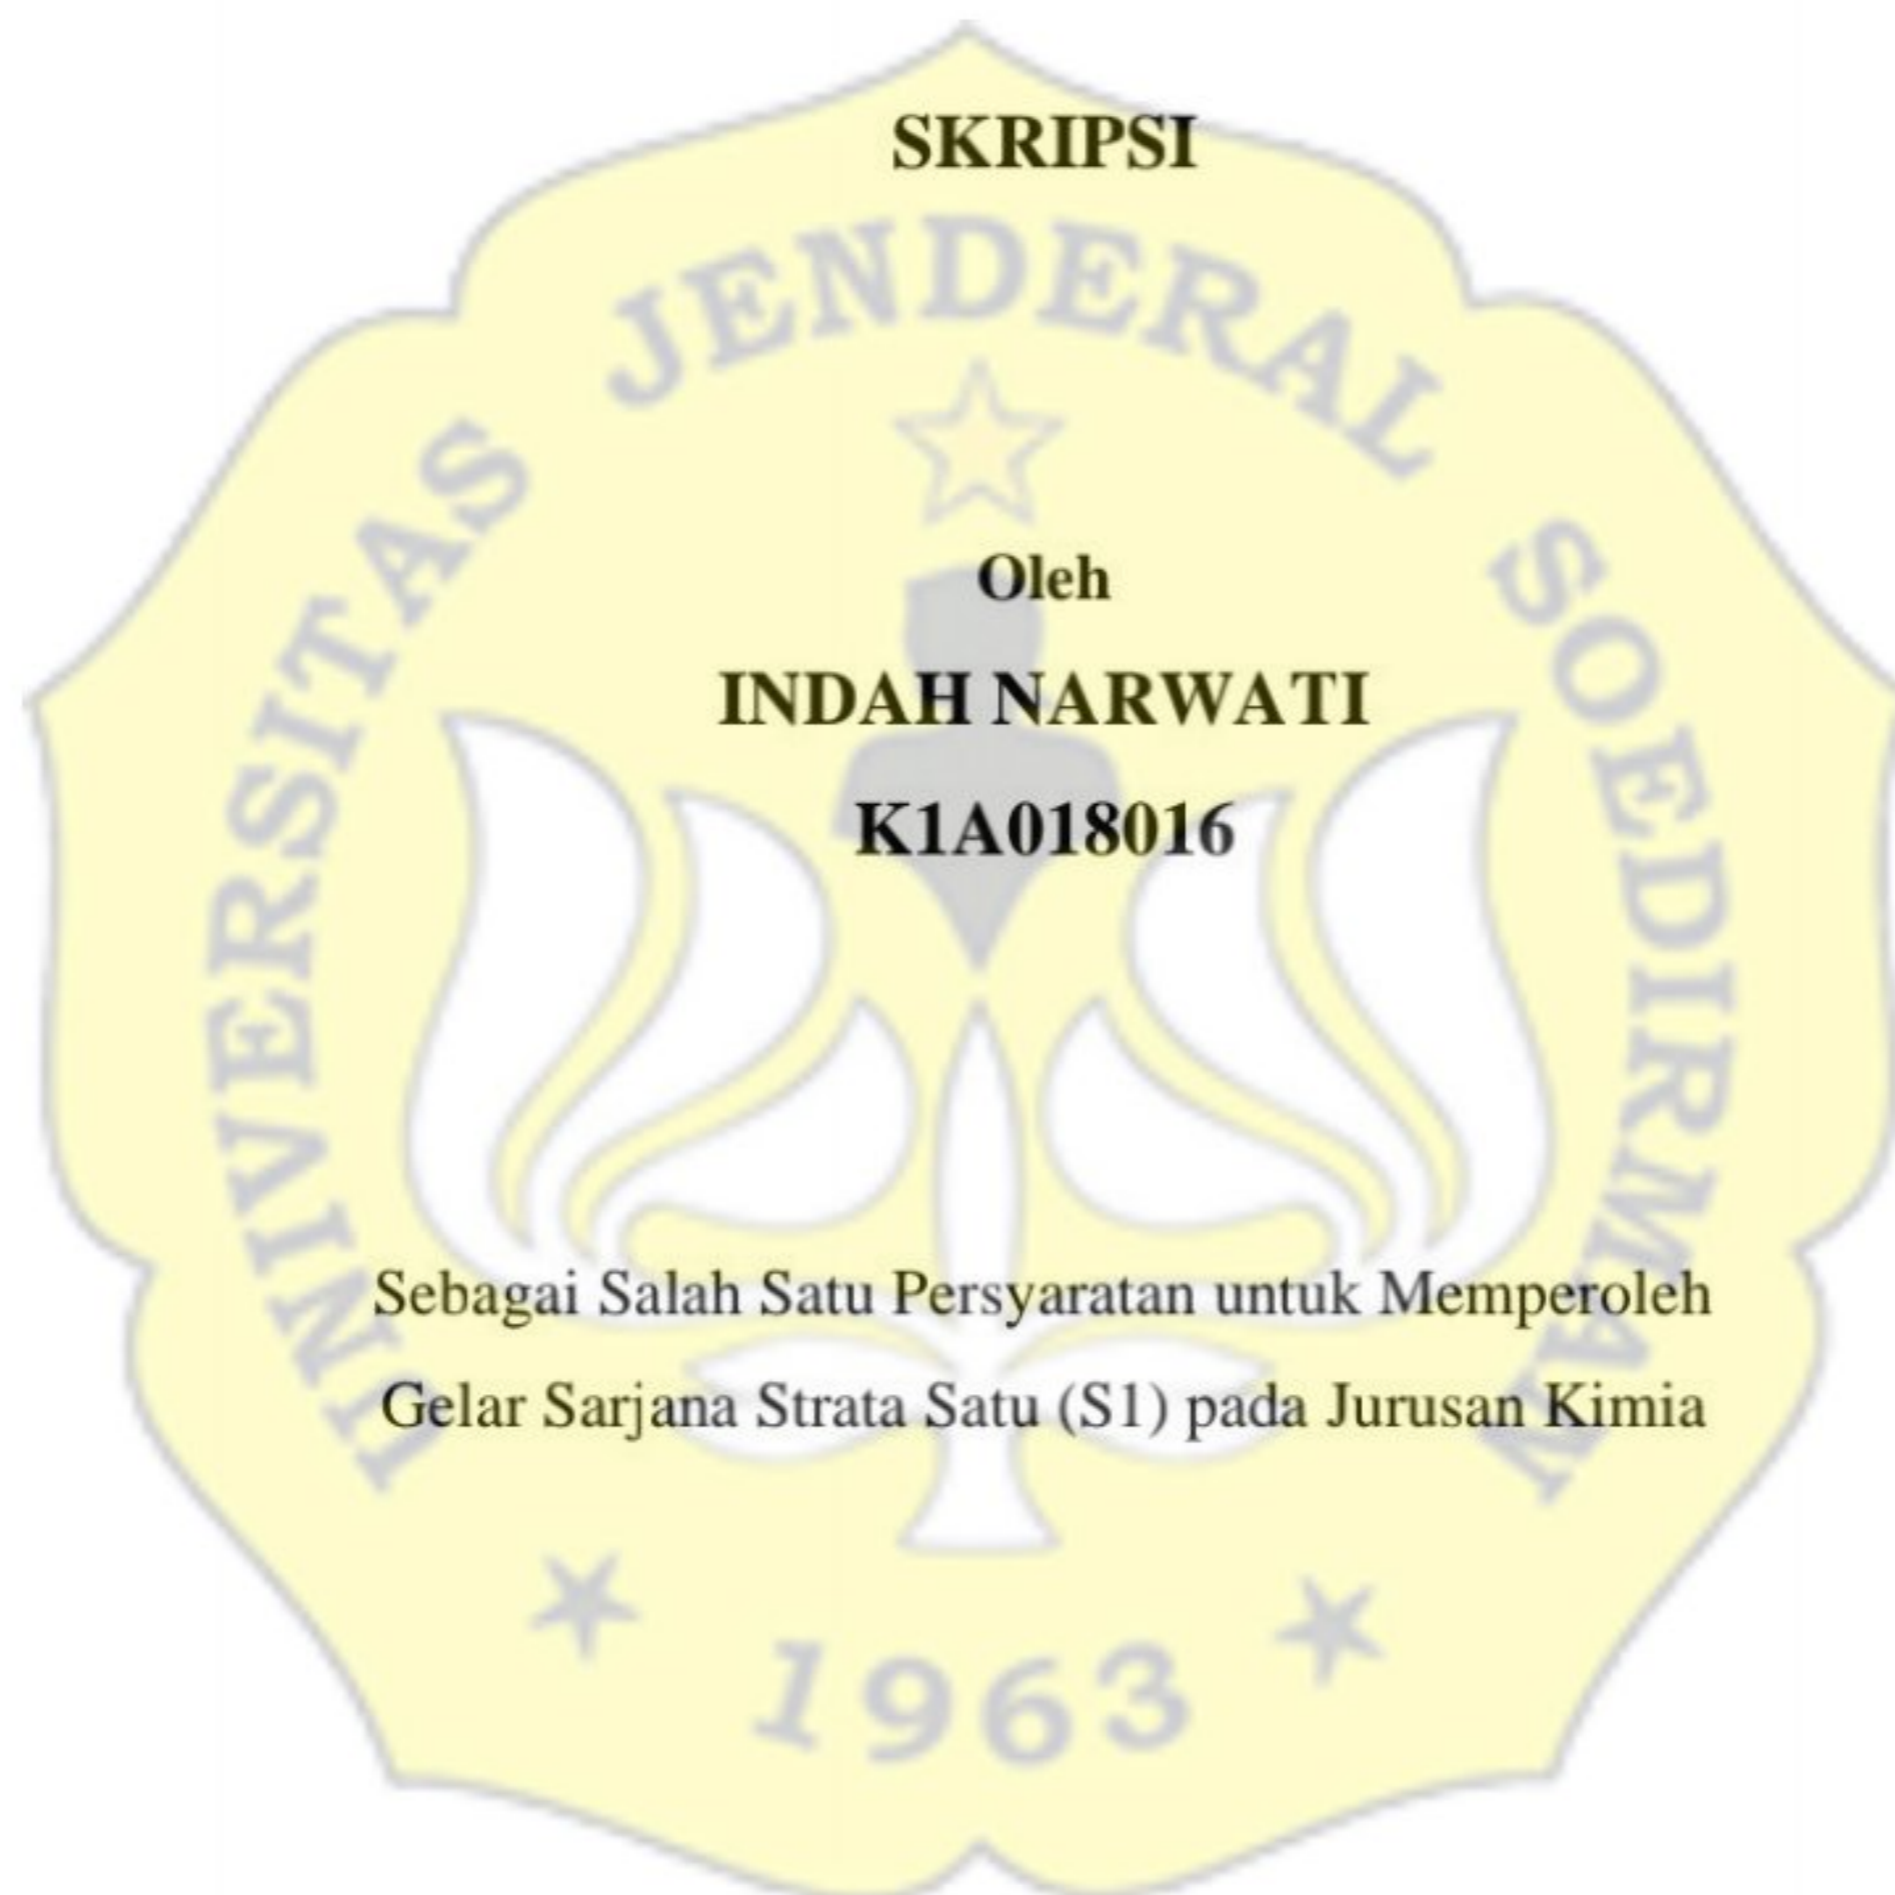 SKRIPSI
UNIVERSITAS JENDERAL SOEDIRMAN
Oleh
INDAH NARWATI
K1A018016
Sebagai Salah Satu Persyaratan untuk Memperoleh
Gelar Sarjana Strata Satu (S1) pada Jurusan Kimia
1963